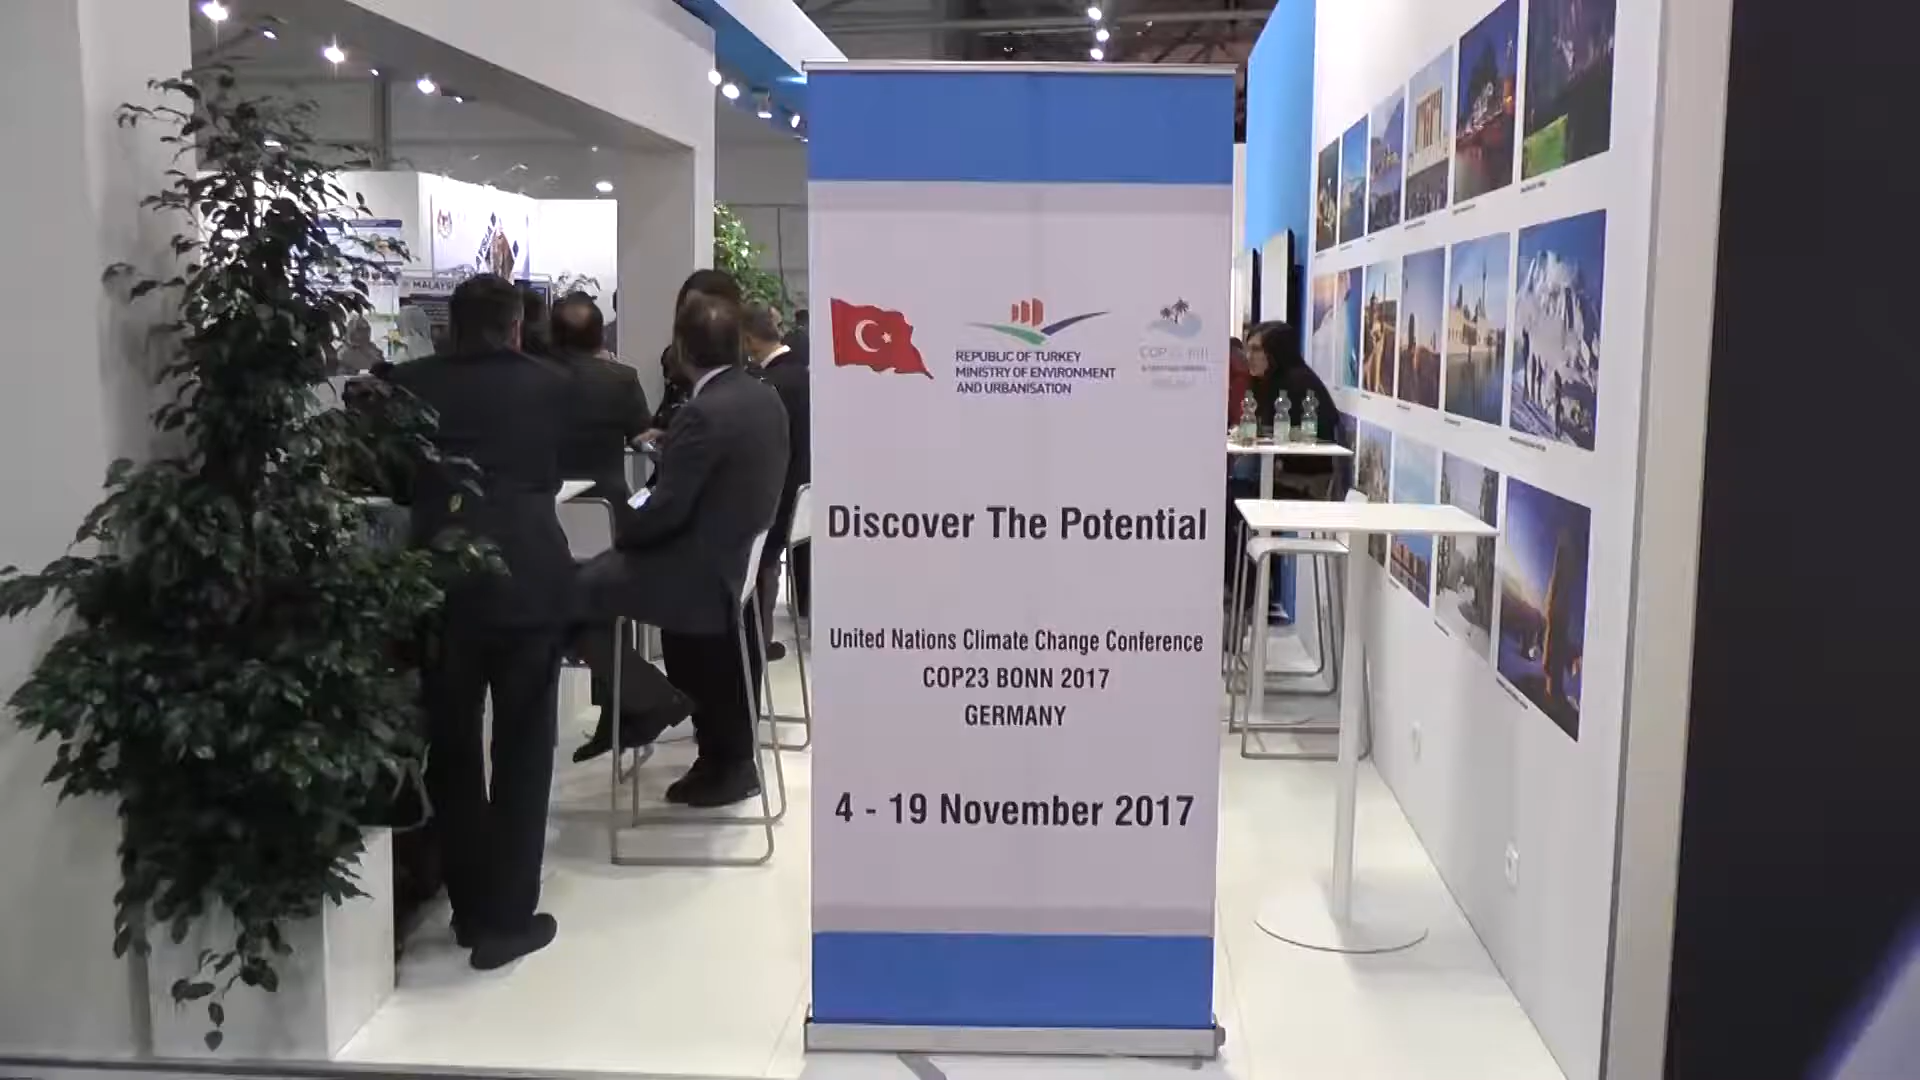 REPUBLIC OF TURKEY
MINISTRY OF ENVIRONMENT
AND URBANISATION
Discover The Potential
United Nations Climate Change Conference
COP23 BONN 2017
GERMANY
4 - 19 November 2017